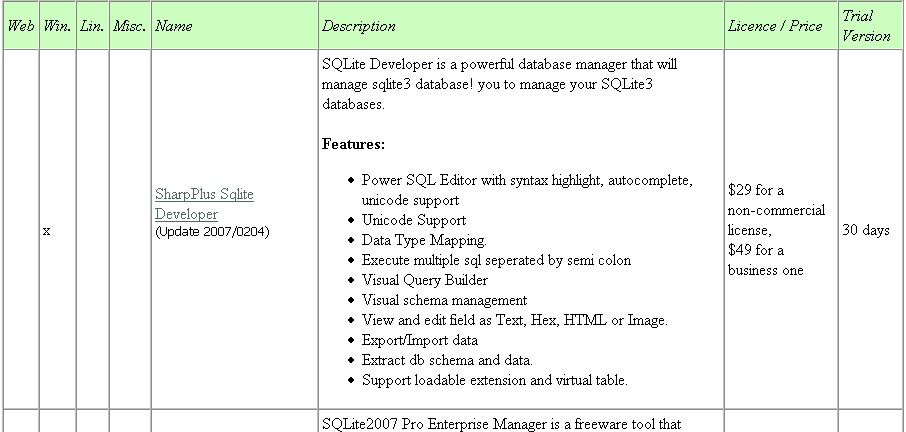 Web Win. Lin. Misc. Name Description Licence / Price Trial Version
SQLite Developer is a powerful database manager that will
manage sqlite3 database! you to manage your SQLite3
databases.
Features:
Power SQL Editor with syntax highlight, autocomplete,
unicode support
Unicode Support
Data Type Mapping.
Execute multiple sql seperated by semi colon
Visual Query Builder
Visual schema management
View and edit field as Text, Hex, HTML or Image.
Export/Import data
Extract db schema and data.
Support loadable extension and virtual table.
x
SharpPlus Sqlite
Developer
(Update 2007/0204)
$29 for a
non-commercial
license,
$49 for a
business one
30 days
SQLite2007 Pro Enterprise Manager is a freeware tool that